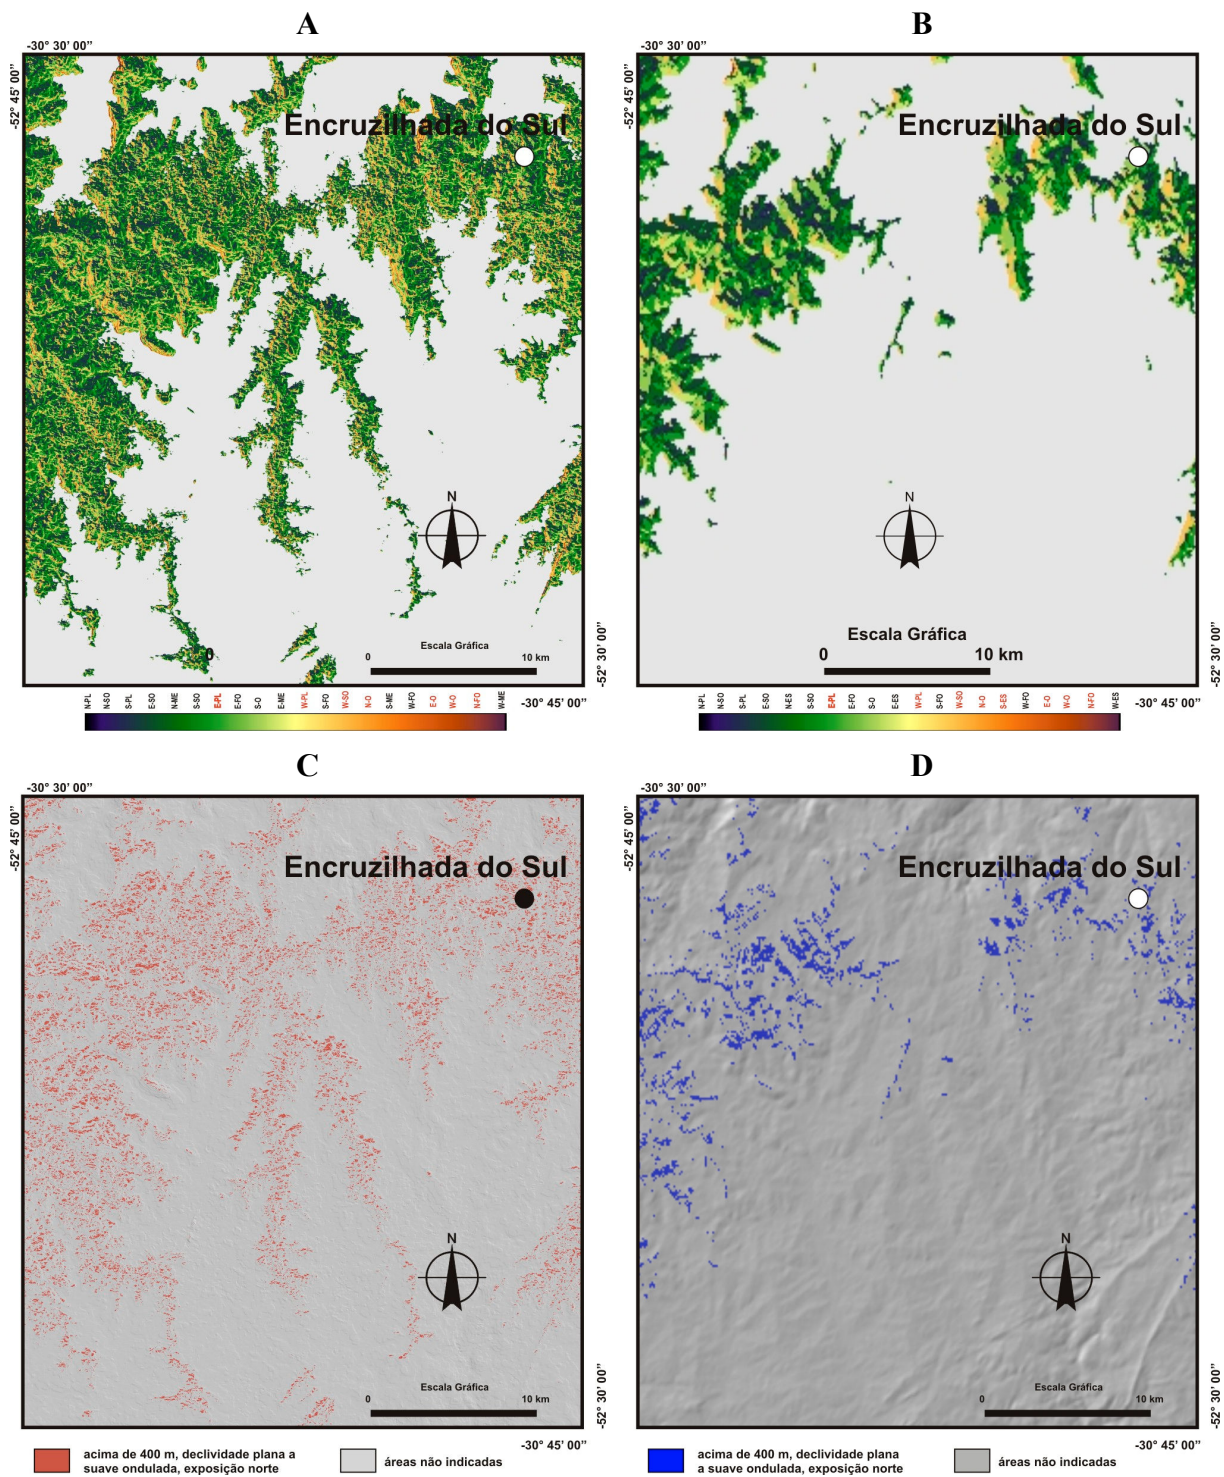 A
B
-30° 30' 00”
-30° 30' 00”
-52° 45' 00”
-52° 45' 00”
Encruzilhada do Sul
Encruzilhada do Sul
N
N
Escala Gráfica
0
10 km
0
Escala Gráfica
0
10 km
-52° 30' 00”
-52° 30' 00”
N-PL N-SO S-PL E-SO N-ME S-SO E-PL E-FO S-O E-ME W-PL S-FO W-SO N-O S-ME W-FO E-O W-O N-FO W-ME
-30° 45' 00”
N-PL N-SO S-PL E-SO N-ES S-SO E-PL E-FO S-O E-ES W-PL S-FO W-SO N-O S-ES W-FO E-O W-O N-FO W-ES
-30° 45' 00”
C
D
-30° 30' 00”
-30° 30' 00”
-52° 45' 00”
-52° 45' 00”
Encruzilhada do Sul
Encruzilhada do Sul
N
N
Escala Gráfica
0
10 km
Escala Gráfica
0
10 km
-52° 30' 00”
-52° 30' 00”
-30° 45' 00”
-30° 45' 00”
acima de 400 m, declividade plana a
suave ondulada, exposição norte
áreas não indicadas
acima de 400 m, declividade plana
a suave ondulada, exposição norte
áreas não indicadas